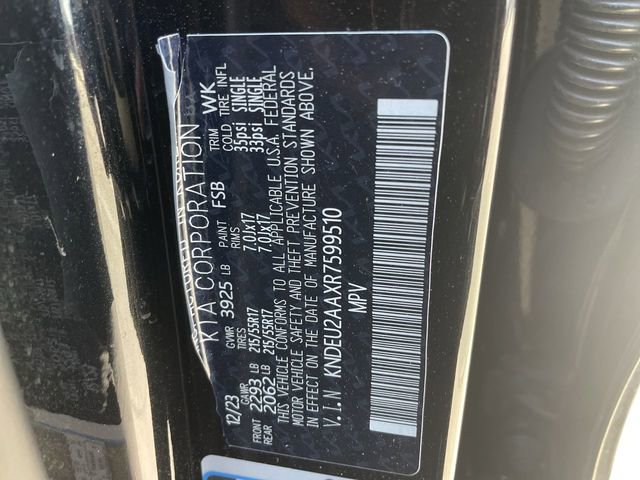 KIA CORPORATION
12/23 GVWR 3925 LB PAINT FSB TRIM WK
GAWR TIRES RIMS COLD TIRE INFL
FRONT 2293 LB 215/55R17 7.0Jx17 35psi SINGLE
REAR 2062 LB 215/55R17 7.0Jx17 33psi SINGLE
THIS VEHICLE CONFORMS TO ALL APPLICABLE U.S.A. FEDERAL
MOTOR VEHICLE SAFETY AND THEFT PREVENTION STANDARDS
IN EFFECT ON THE DATE OF MANUFACTURE SHOWN ABOVE.
V.I.N KNDEU2AAXR7599510
MPV